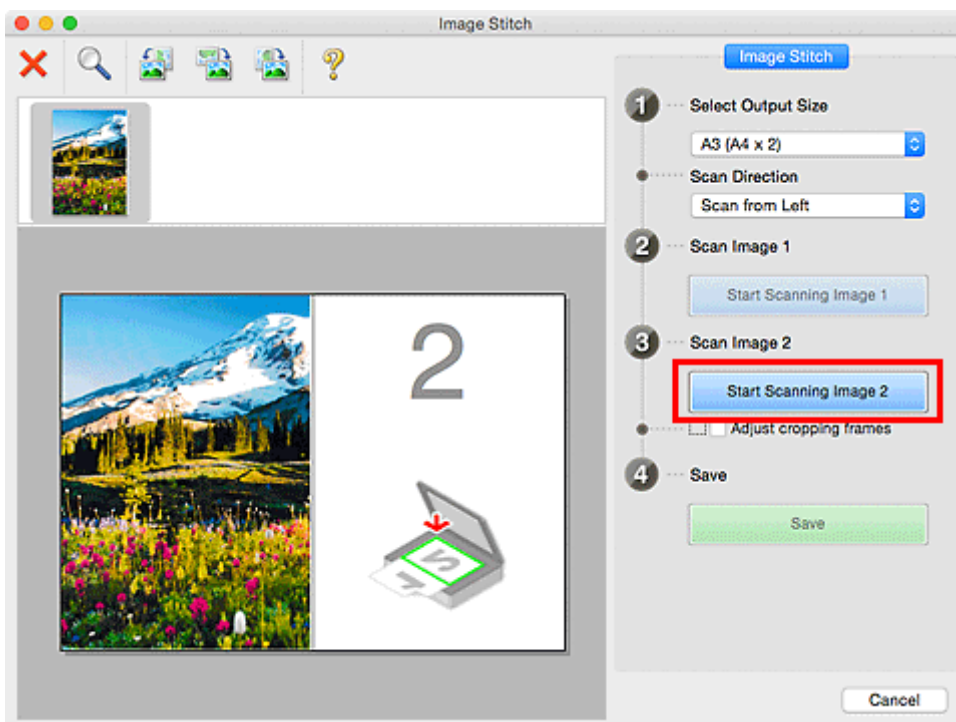 Image Stitch
Image Stitch
1 Select Output Size
A3 (A4 x 2)
Scan Direction
Scan from Left
2 Scan Image 1
Start Scanning Image 1
3 Scan Image 2
Start Scanning Image 2
Adjust cropping frames
4 Save
Save
2
1 2
Cancel